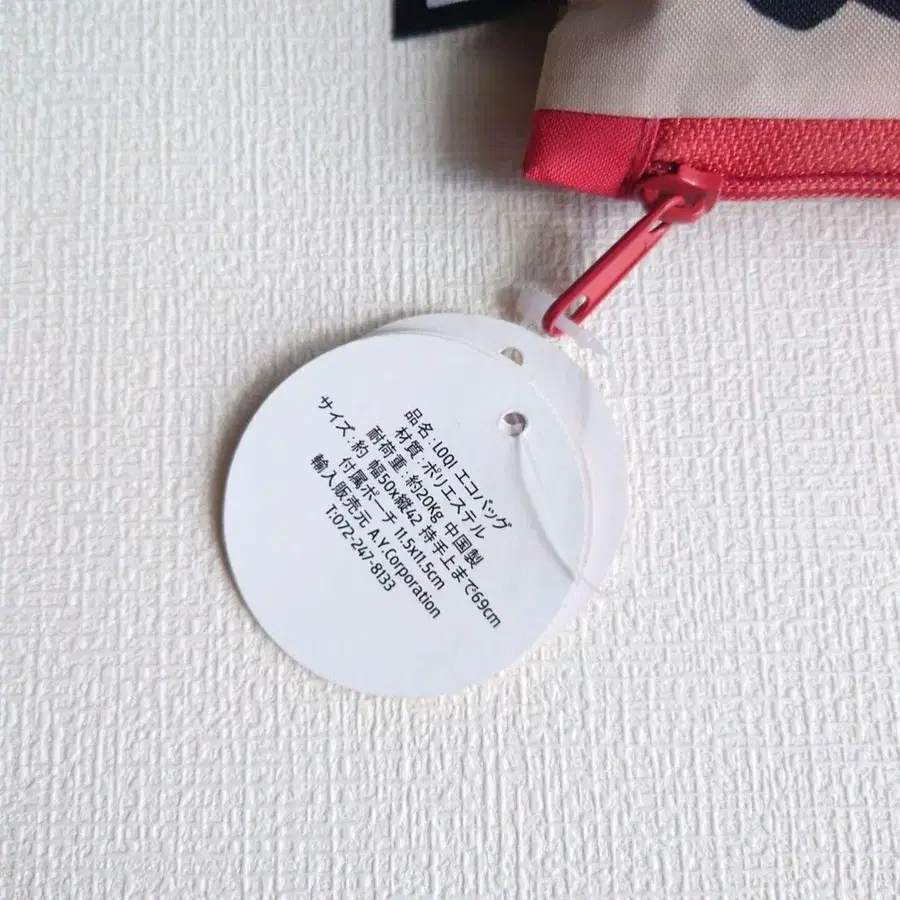 品名：LOQI エコバッグ
材質：ポリエステル
耐荷重：約20Kg 中国製
サイズ：約 幅50x縦42 持手上まで69cm
付属ポーチ 11.5x11.5cm
輸入販売元 A.Y.Corporation
T:072-247-8133